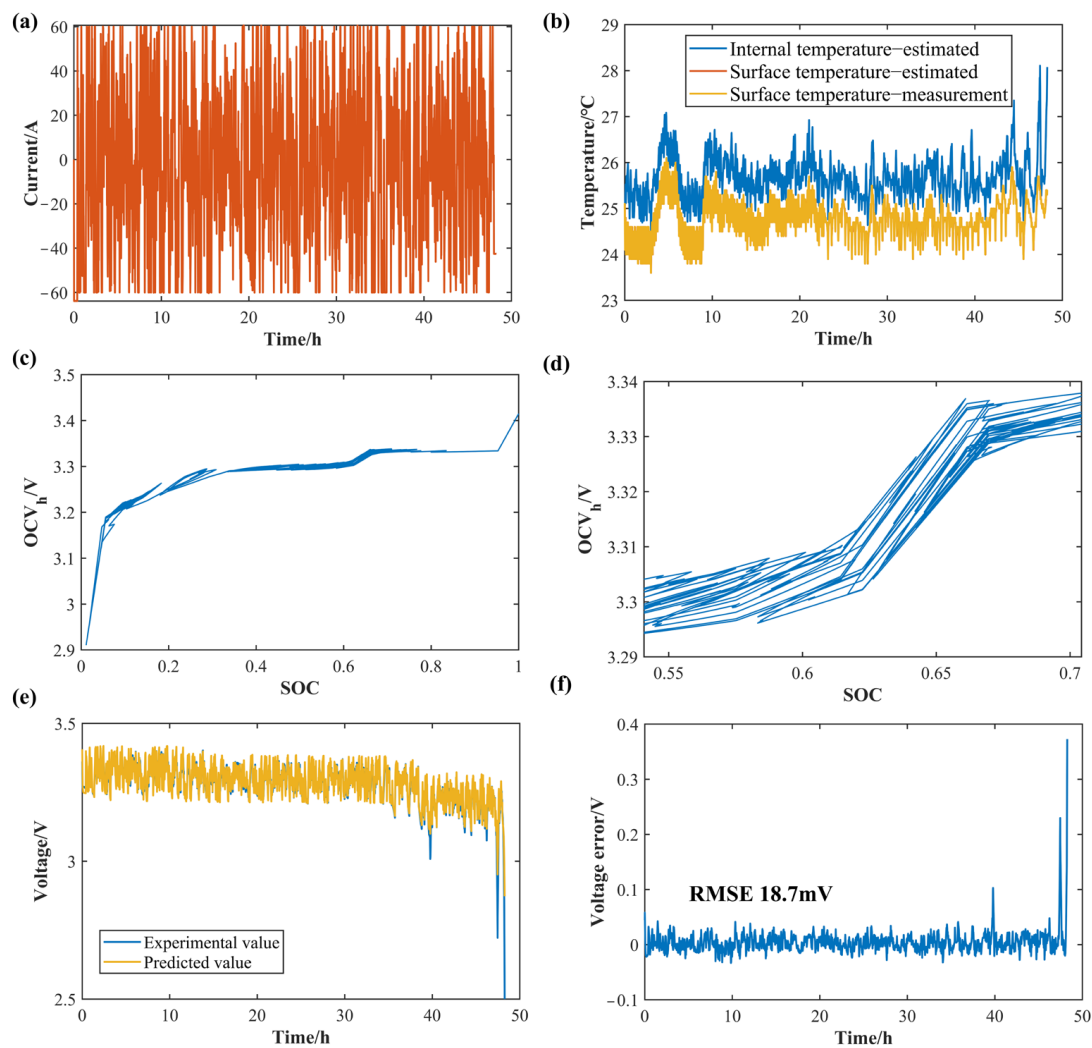 (a)
60
40
20
0
−20
−40
−60
Current/A
0
10
20
30
40
50
Time/h
(b)
29
28
27
26
25
24
23
Temperature/°C
Internal temperature−estimated
Surface temperature−estimated
Surface temperature−measurement
0
10
20
30
40
50
60
Time/h
(c)
3.5
3.4
3.3
3.2
3.1
3
2.9
OCVh/V
0
0.2
0.4
0.6
0.8
1
SOC
(d)
3.34
3.33
3.32
3.31
3.3
3.29
OCVh/V
0.55
0.6
0.65
0.7
SOC
(e)
3.5
3
2.5
Voltage/V
Experimental value
Predicted value
0
10
20
30
40
50
Time/h
(f)
0.4
0.3
0.2
0.1
0
−0.1
Voltage error/V
RMSE 18.7mV
0
10
20
30
40
50
Time/h